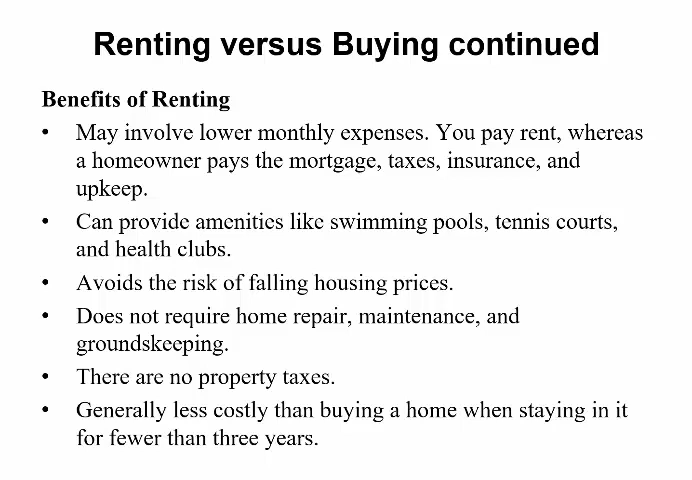 Renting versus Buying continued
Benefits of Renting
• May involve lower monthly expenses. You pay rent, whereas
a homeowner pays the mortgage, taxes, insurance, and
upkeep.
• Can provide amenities like swimming pools, tennis courts,
and health clubs.
• Avoids the risk of falling housing prices.
• Does not require home repair, maintenance, and
groundskeeping.
• There are no property taxes.
• Generally less costly than buying a home when staying in it
for fewer than three years.